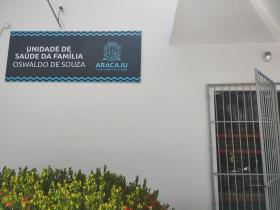 UNIDADE DE
SAÚDE DA FAMÍLIA
OSWALDO DE SOUZA
ARACAJU